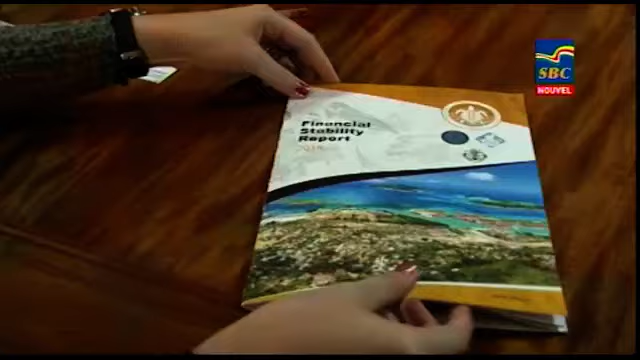 SBC
NOUVEL
Financial
Stability
Report